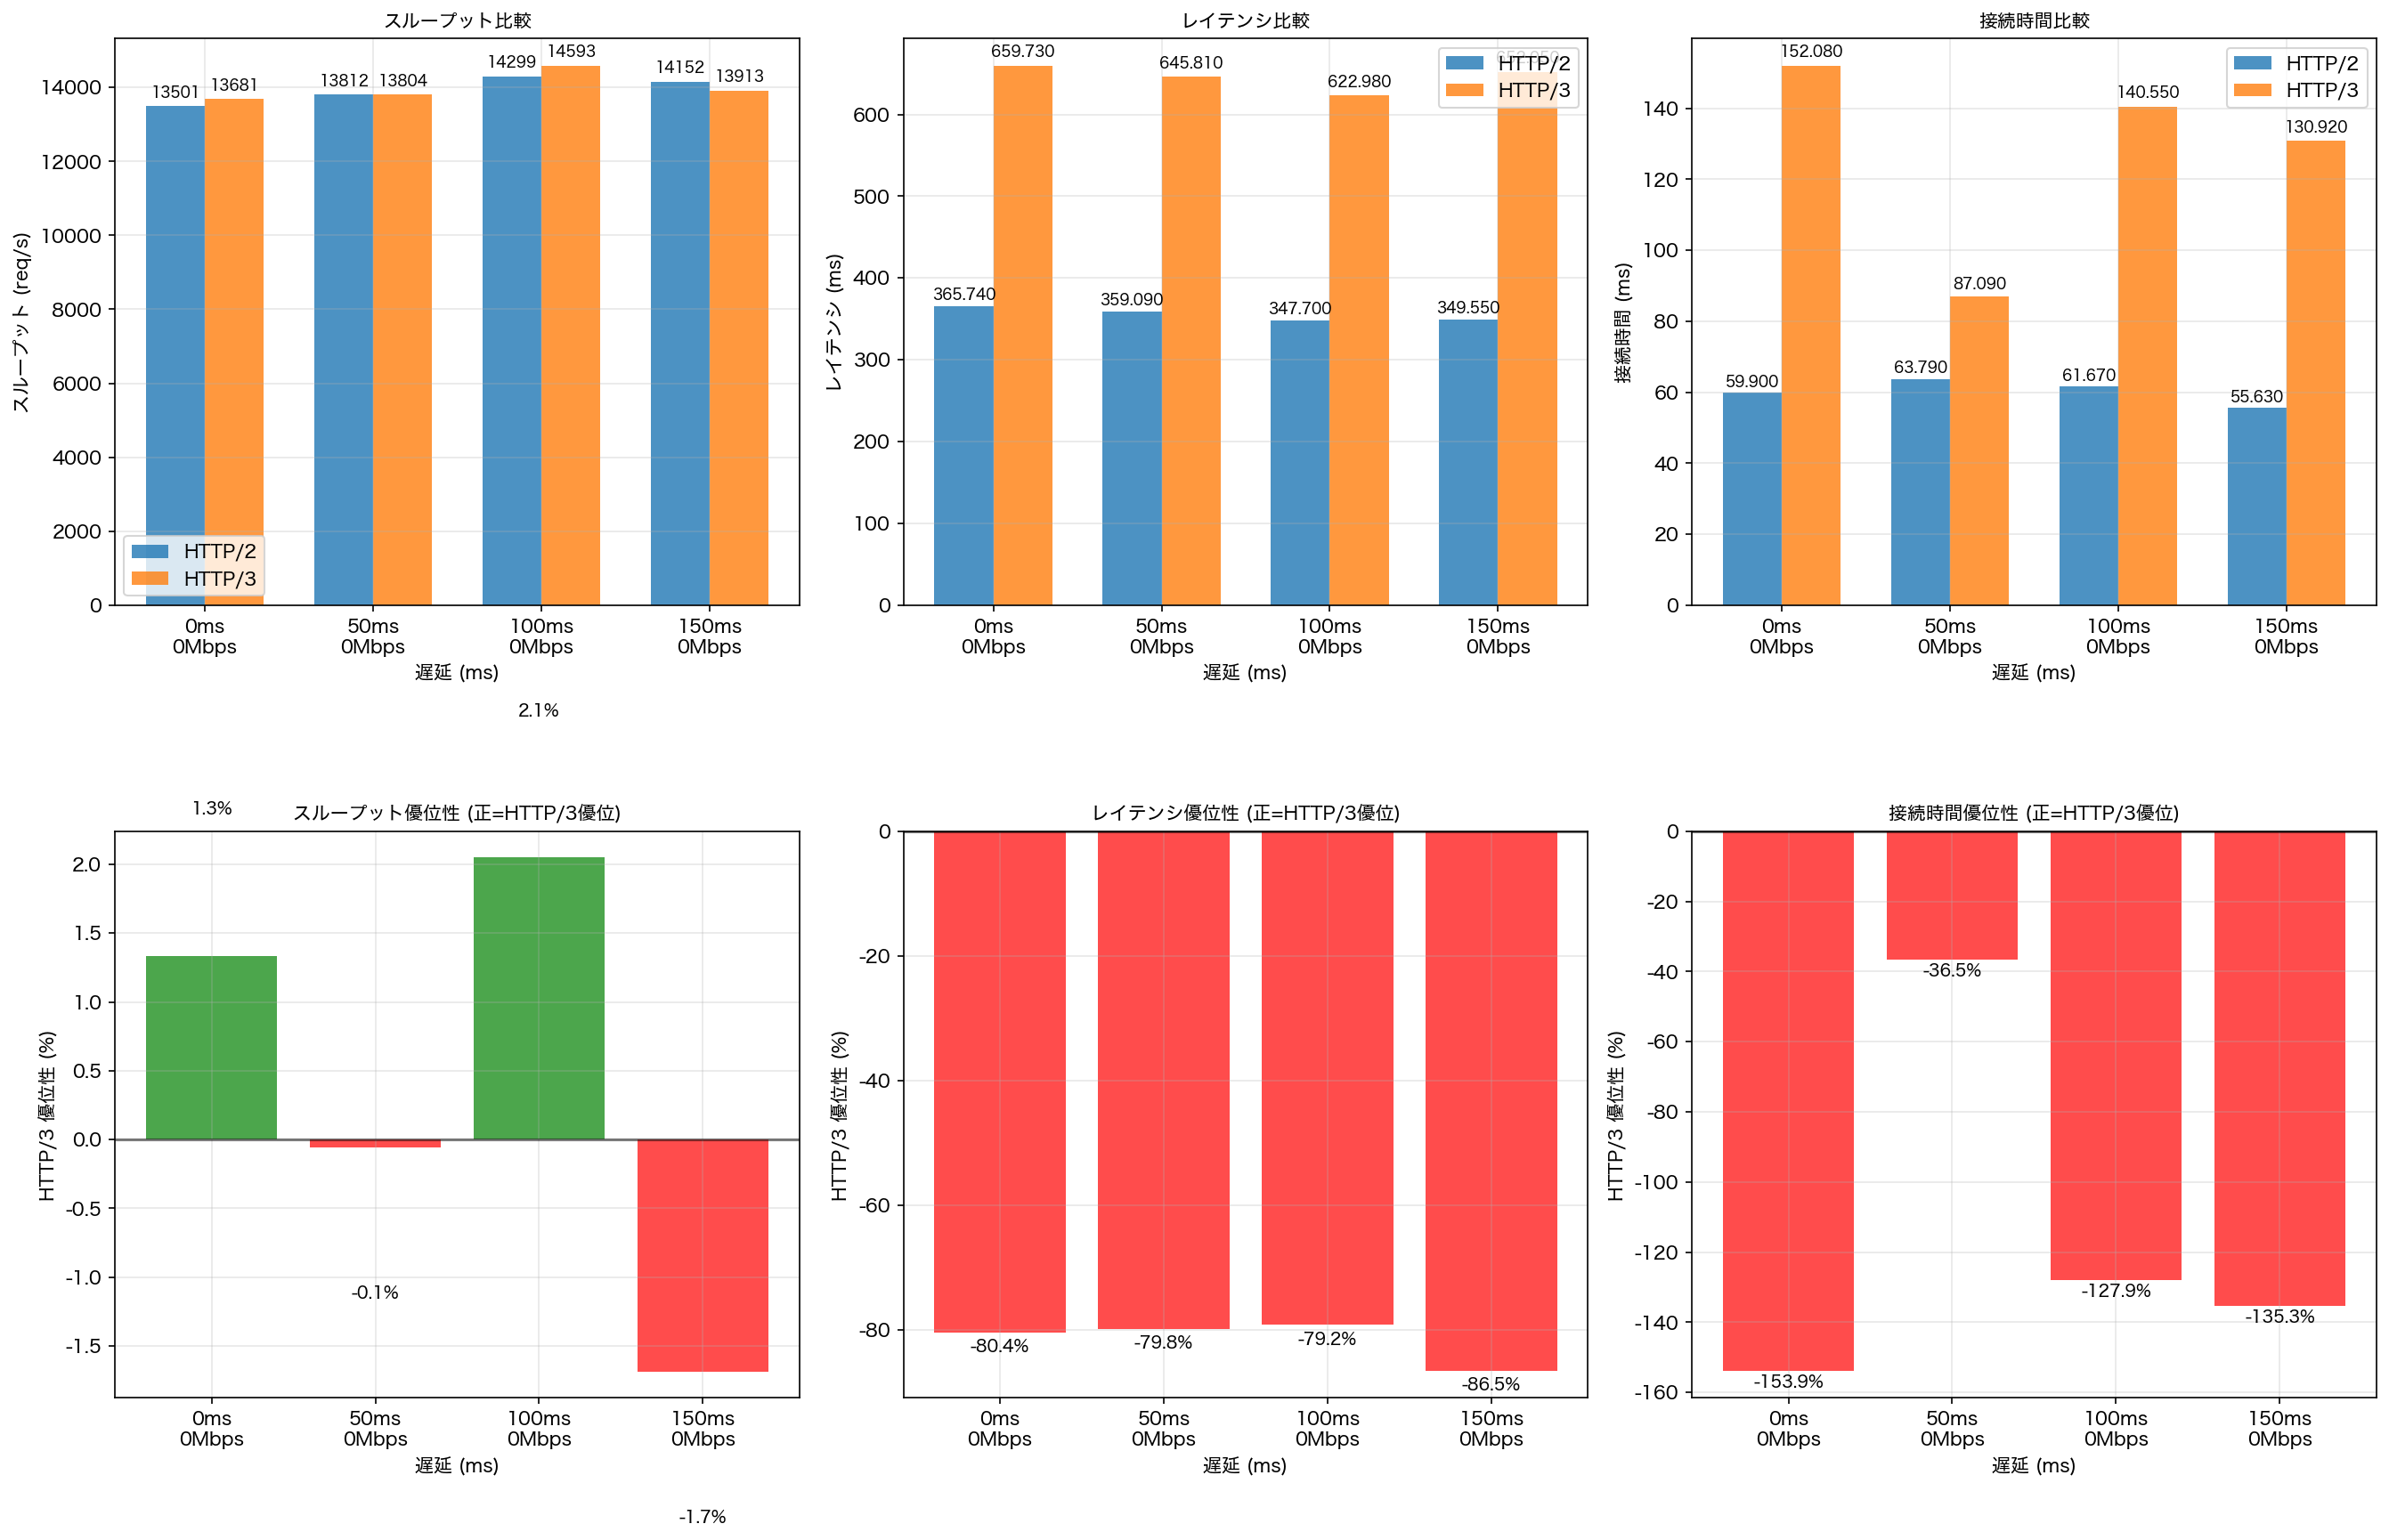 スループット比較
14593
14299
14152
13913
13812
13804
13501
13681
スループット (req/s)
14000
12000
10000
8000
6000
4000
2000
0
HTTP/2
HTTP/3
0ms
0Mbps
50ms
0Mbps
100ms
0Mbps
150ms
0Mbps
遅延 (ms)
レイテンシ比較
659.730
645.810
622.980
365.740
359.090
347.700
349.550
レイテンシ (ms)
600
500
400
300
200
100
0
HTTP/2
HTTP/3
0ms
0Mbps
50ms
0Mbps
100ms
0Mbps
150ms
0Mbps
遅延 (ms)
接続時間比較
152.080
140.550
130.920
87.090
59.900
63.790
61.670
55.630
接続時間 (ms)
140
120
100
80
60
40
20
0
HTTP/2
HTTP/3
0ms
0Mbps
50ms
0Mbps
100ms
0Mbps
150ms
0Mbps
遅延 (ms)
2.1%
1.3%
スループット優位性 (正=HTTP/3優位)
HTTP/3 優位性 (%)
2.0
1.5
1.0
0.5
0.0
-0.5
-1.0
-1.5
-0.1%
0ms
0Mbps
50ms
0Mbps
100ms
0Mbps
150ms
0Mbps
遅延 (ms)
-1.7%
レイテンシ優位性 (正=HTTP/3優位)
HTTP/3 優位性 (%)
0
-20
-40
-60
-80
-80.4%
-79.8%
-79.2%
-86.5%
0ms
0Mbps
50ms
0Mbps
100ms
0Mbps
150ms
0Mbps
遅延 (ms)
接続時間優位性 (正=HTTP/3優位)
HTTP/3 優位性 (%)
0
-20
-40
-60
-80
-100
-120
-140
-160
-153.9%
-36.5%
-127.9%
-135.3%
0ms
0Mbps
50ms
0Mbps
100ms
0Mbps
150ms
0Mbps
遅延 (ms)